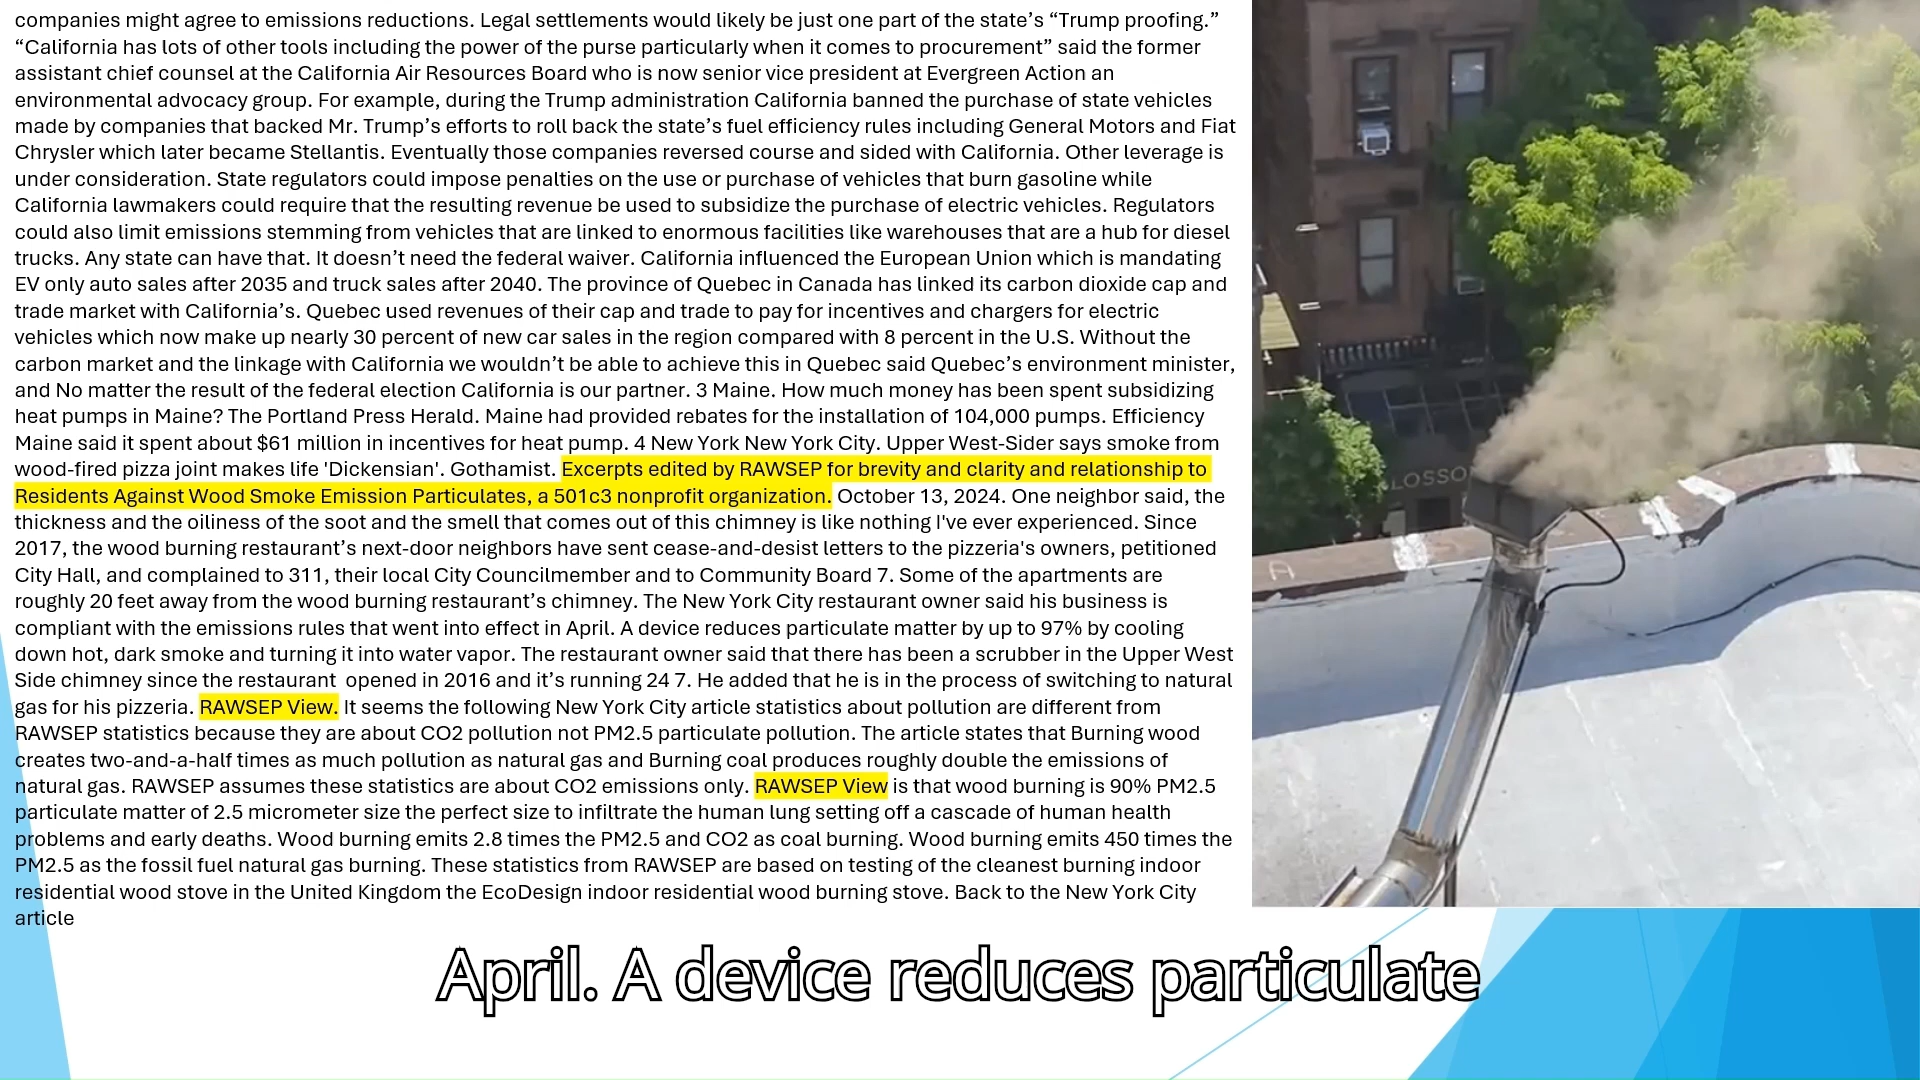 companies might agree to emissions reductions. Legal settlements would likely be just one part of the state’s “Trump proofing.”
“California has lots of other tools including the power of the purse particularly when it comes to procurement” said the former
assistant chief counsel at the California Air Resources Board who is now senior vice president at Evergreen Action an
environmental advocacy group. For example, during the Trump administration California banned the purchase of state vehicles
made by companies that backed Mr. Trump’s efforts to roll back the state’s fuel efficiency rules including General Motors and Fiat
Chrysler which later became Stellantis. Eventually those companies reversed course and sided with California. Other leverage is
under consideration. State regulators could impose penalties on the use or purchase of vehicles that burn gasoline while
California lawmakers could require that the resulting revenue be used to subsidize the purchase of electric vehicles. Regulators
could also limit emissions stemming from vehicles that are linked to enormous facilities like warehouses that are a hub for diesel
trucks. Any state can have that. It doesn’t need the federal waiver. California influenced the European Union which is mandating
EV only auto sales after 2035 and truck sales after 2040. The province of Quebec in Canada has linked its carbon dioxide cap and
trade market with California’s. Quebec used revenues of their cap and trade to pay for incentives and chargers for electric
vehicles which now make up nearly 30 percent of new car sales in the region compared with 8 percent in the U.S. Without the
carbon market and the linkage with California we wouldn’t be able to achieve this in Quebec said Quebec’s environment minister,
and No matter the result of the federal election California is our partner. 3 Maine. How much money has been spent subsidizing
heat pumps in Maine? The Portland Press Herald. Maine had provided rebates for the installation of 104,000 pumps. Efficiency
Maine said it spent about $61 million in incentives for heat pump. 4 New York New York City. Upper West-Sider says smoke from
wood-fired pizza joint makes life 'Dickensian'. Gothamist. Excerpts edited by RAWSEP for brevity and clarity and relationship to
Residents Against Wood Smoke Emission Particulates, a 501c3 nonprofit organization. October 13, 2024. One neighbor said, the
thickness and the oiliness of the soot and the smell that comes out of this chimney is like nothing I've ever experienced. Since
2017, the wood burning restaurant’s next-door neighbors have sent cease-and-desist letters to the pizzeria's owners, petitioned
City Hall, and complained to 311, their local City Councilmember and to Community Board 7. Some of the apartments are
roughly 20 feet away from the wood burning restaurant’s chimney. The New York City restaurant owner said his business is
compliant with the emissions rules that went into effect in April. A device reduces particulate matter by up to 97% by cooling
down hot, dark smoke and turning it into water vapor. The restaurant owner said that there has been a scrubber in the Upper West
Side chimney since the restaurant  opened in 2016 and it’s running 24 7. He added that he is in the process of switching to natural
gas for his pizzeria. RAWSEP View. It seems the following New York City article statistics about pollution are different from
RAWSEP statistics because they are about CO2 pollution not PM2.5 particulate pollution. The article states that Burning wood
creates two-and-a-half times as much pollution as natural gas and Burning coal produces roughly double the emissions of
natural gas. RAWSEP assumes these statistics are about CO2 emissions only. RAWSEP View is that wood burning is 90% PM2.5
particulate matter of 2.5 micrometer size the perfect size to infiltrate the human lung setting off a cascade of human health
problems and early deaths. Wood burning emits 2.8 times the PM2.5 and CO2 as coal burning. Wood burning emits 450 times the
PM2.5 as the fossil fuel natural gas burning. These statistics from RAWSEP are based on testing of the cleanest burning indoor
residential wood stove in the United Kingdom the EcoDesign indoor residential wood burning stove. Back to the New York City
article
April. A device reduces particulate